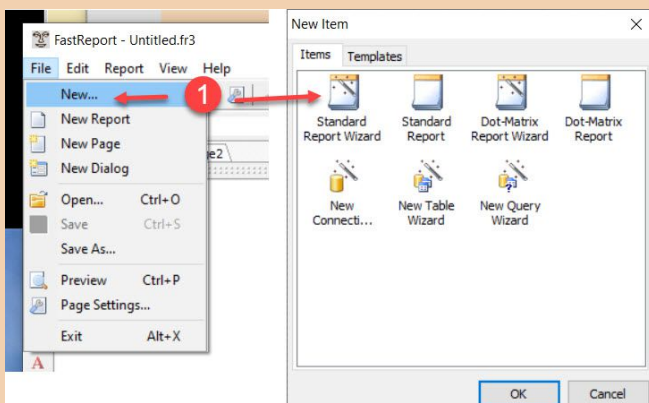 FastReport - Untitled.fr3
File Edit Report View Help
New...
1
New Report
New Page
New Dialog
Open... Ctrl+O
Save Ctrl+S
Save As...
Preview Ctrl+P
Page Settings...
Exit Alt+X
A
New Item
Items Templates
Standard Report Wizard
Standard Report
Dot-Matrix Report Wizard
Dot-Matrix Report
New Connecti...
New Table Wizard
New Query Wizard
OK Cancel